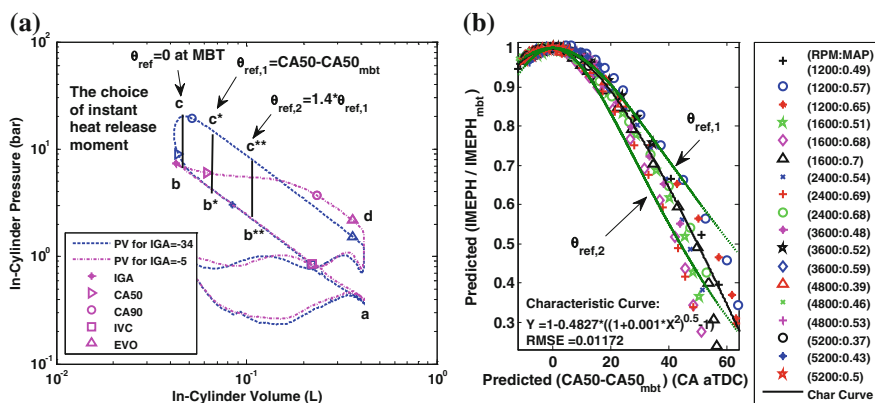 (a)
10²
10¹
10⁰
10⁻¹
10⁻²
10⁻¹
10⁰
In-Cylinder Pressure (bar)
In-Cylinder Volume (L)
θref=0 at MBT
θref,1=CA50-CA50mbt
θref,2=1.4*θref,1
The choice
of instant
heat release
moment
c
c*
c**
b
b*
b**
d
a
PV for IGA=-34
PV for IGA=-5
IGA
CA50
CA90
IVC
EVO
(b)
1
0.9
0.8
0.7
0.6
0.5
0.4
0.3
0
20
40
60
Predicted (IMEPH / IMEPHmbt)
Predicted (CA50-CA50mbt) (CA aTDC)
θref,1
θref,2
Characteristic Curve:
Y =1-0.4827*((1+0.001*X²)⁰·⁵-1)
RMSE =0.01172
(RPM:MAP)
(1200:0.49)
(1200:0.57)
(1200:0.65)
(1600:0.51)
(1600:0.68)
(1600:0.7)
(2400:0.54)
(2400:0.69)
(2400:0.68)
(3600:0.48)
(3600:0.52)
(3600:0.59)
(4800:0.39)
(4800:0.46)
(4800:0.53)
(5200:0.37)
(5200:0.43)
(5200:0.5)
Char Curve